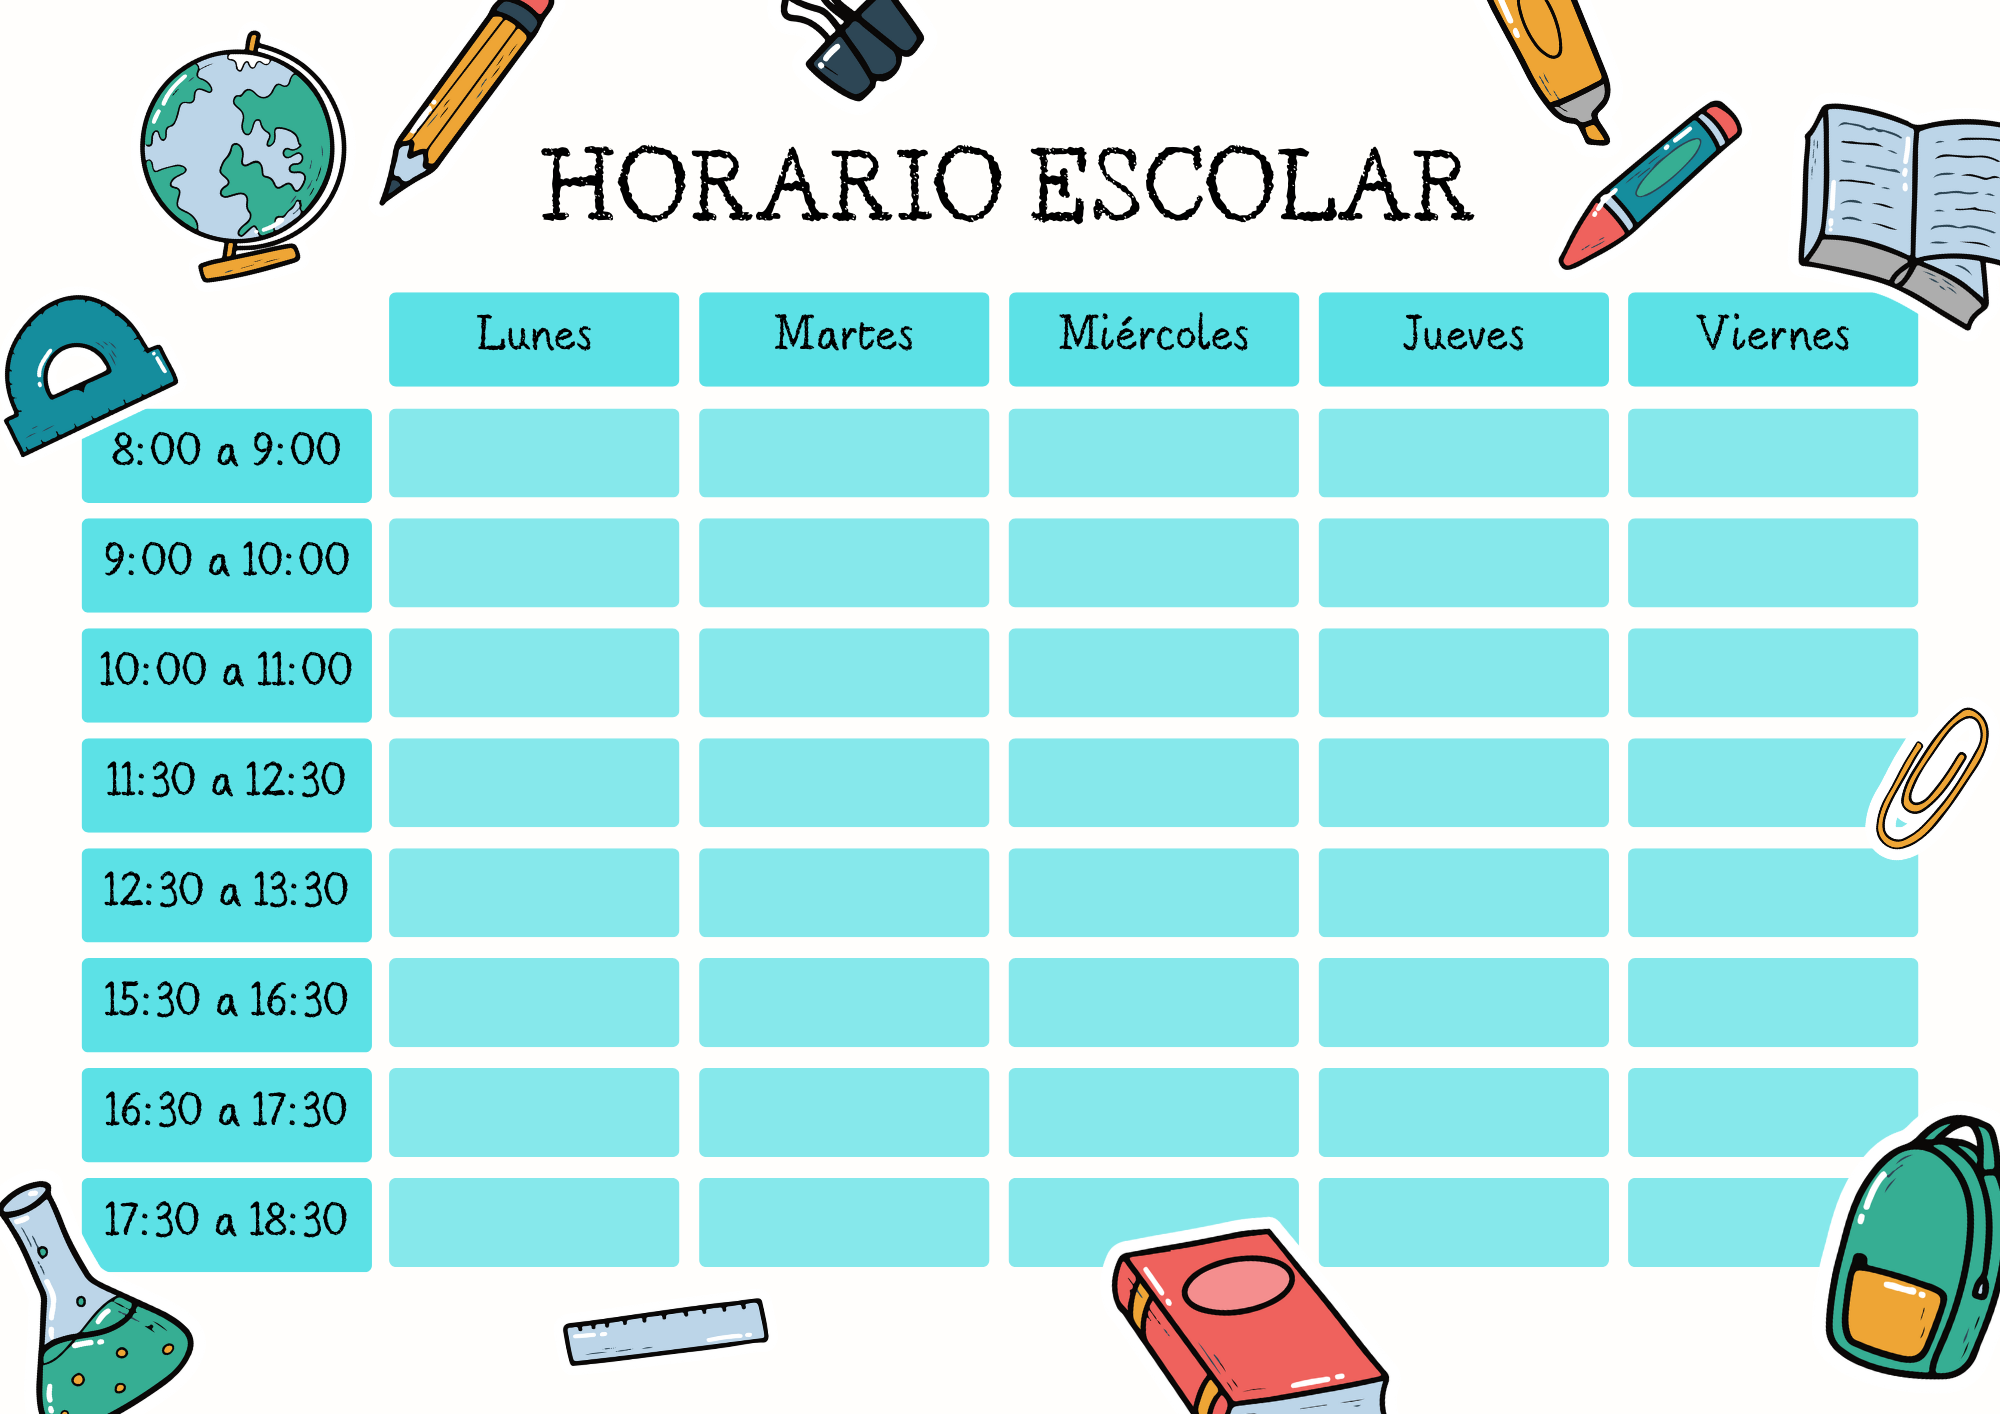 HORARIO ESCOLAR
Lunes Martes Miércoles Jueves Viernes
8:00 a 9:00
9:00 a 10:00
10:00 a 11:00
11:30 a 12:30
12:30 a 13:30
15:30 a 16:30
16:30 a 17:30
17:30 a 18:30